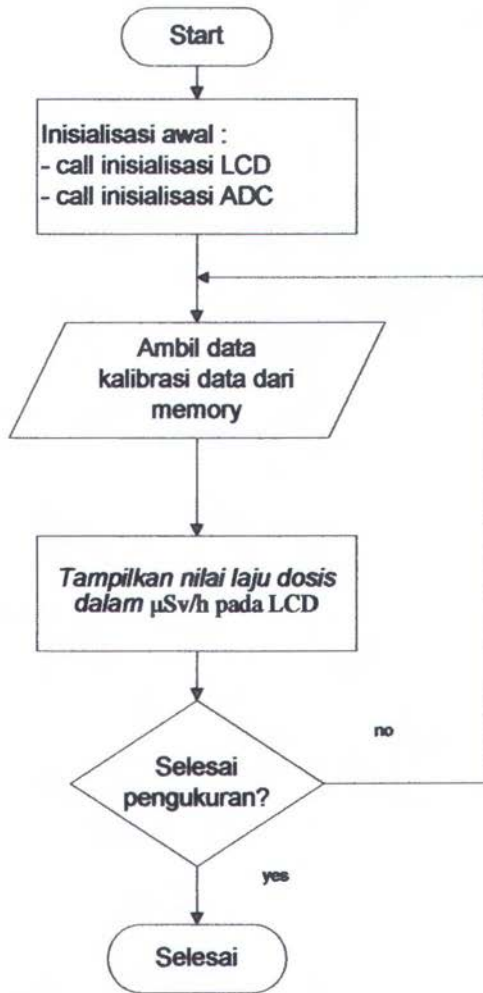 Start
Inisialisasi awal :
- call inisialisasi LCD
- call inisialisasi ADC
Ambil data
kalibrasi data dari
memory
Tampilkan nilai laju dosis
dalam μSv/h pada LCD
no
Selesai
pengukuran?
yes
Selesai